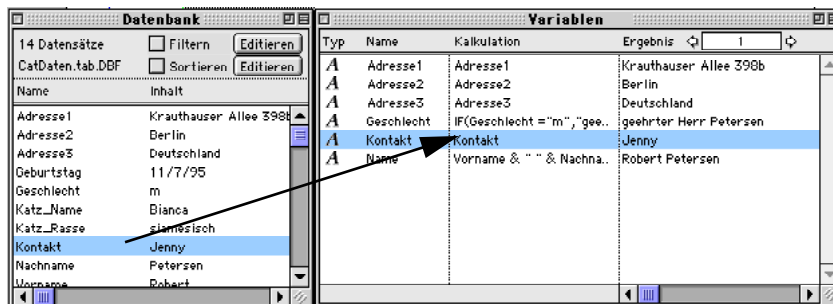 Datenbank
14 Datensätze Filtern Editieren
CatDaten.tab.DBF Sortieren Editieren
Name Inhalt
Adresse1 Krauthauser Allee 398b
Adresse2 Berlin
Adresse3 Deutschland
Geburtstag 11/7/95
Geschlecht m
Katz_Name Bianca
Katz_Rasse siamesisch
Kontakt Jenny
Nachname Petersen
Vorname Robert
Variablen
Typ Name Kalkulation Ergebnis 1
A Adresse1 Adresse1 Krauthauser Allee 398b
A Adresse2 Adresse2 Berlin
A Adresse3 Adresse3 Deutschland
A Geschlecht IF(Geschlecht ="m","gee.. geehrter Herr Petersen
A Kontakt Kontakt Jenny
A Name Vorname & " " & Nachna.. Robert Petersen